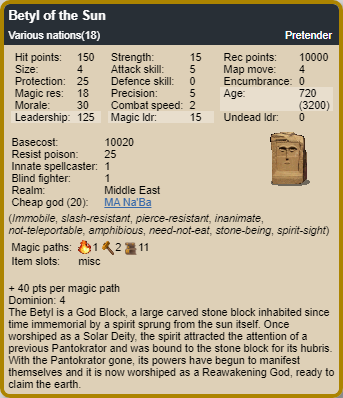 Betyl of the Sun
Various nations(18) Pretender
Hit points: 150 Strength: 15 Rec points: 10000
Size: 4 Attack skill: 5 Map move: 4
Protection: 25 Defence skill: 0 Encumbrance: 0
Magic res: 18 Precision: 5 Age: 720
Morale: 30 Combat speed: 2 (3200)
Leadership: 125 Magic ldr: 15 Undead ldr: 0
Basecost: 10020
Resist poison: 25
Innate spellcaster: 1
Blind fighter: 1
Realm: Middle East
Cheap god (20): MA Na'Ba
(Immobile, slash-resistant, pierce-resistant, inanimate,
not-teleportable, amphibious, need-not-eat, stone-being, spirit-sight)
Magic paths: 1 2 11
Item slots: misc
+ 40 pts per magic path
Dominion: 4
The Betyl is a God Block, a large carved stone block inhabited since
time immemorial by a spirit sprung from the sun itself. Once
worshiped as a Solar Deity, the spirit attracted the attention of a
previous Pantokrator and was bound to the stone block for its hubris.
With the Pantokrator gone, its powers have begun to manifest
themselves and it is now worshiped as a Reawakening God, ready to
claim the earth.